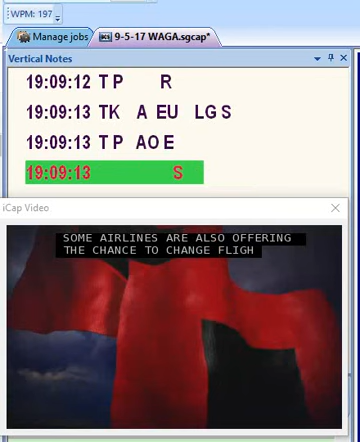 WPM: 197
Manage jobs
9-5-17 WAGA.sgcap*
Vertical Notes
19:09:12 T P R
19:09:13 TK A EU LG S
19:09:13 T P AO E
19:09:13 S
iCap Video
SOME AIRLINES ARE ALSO OFFERING
THE CHANCE TO CHANGE FLIGH